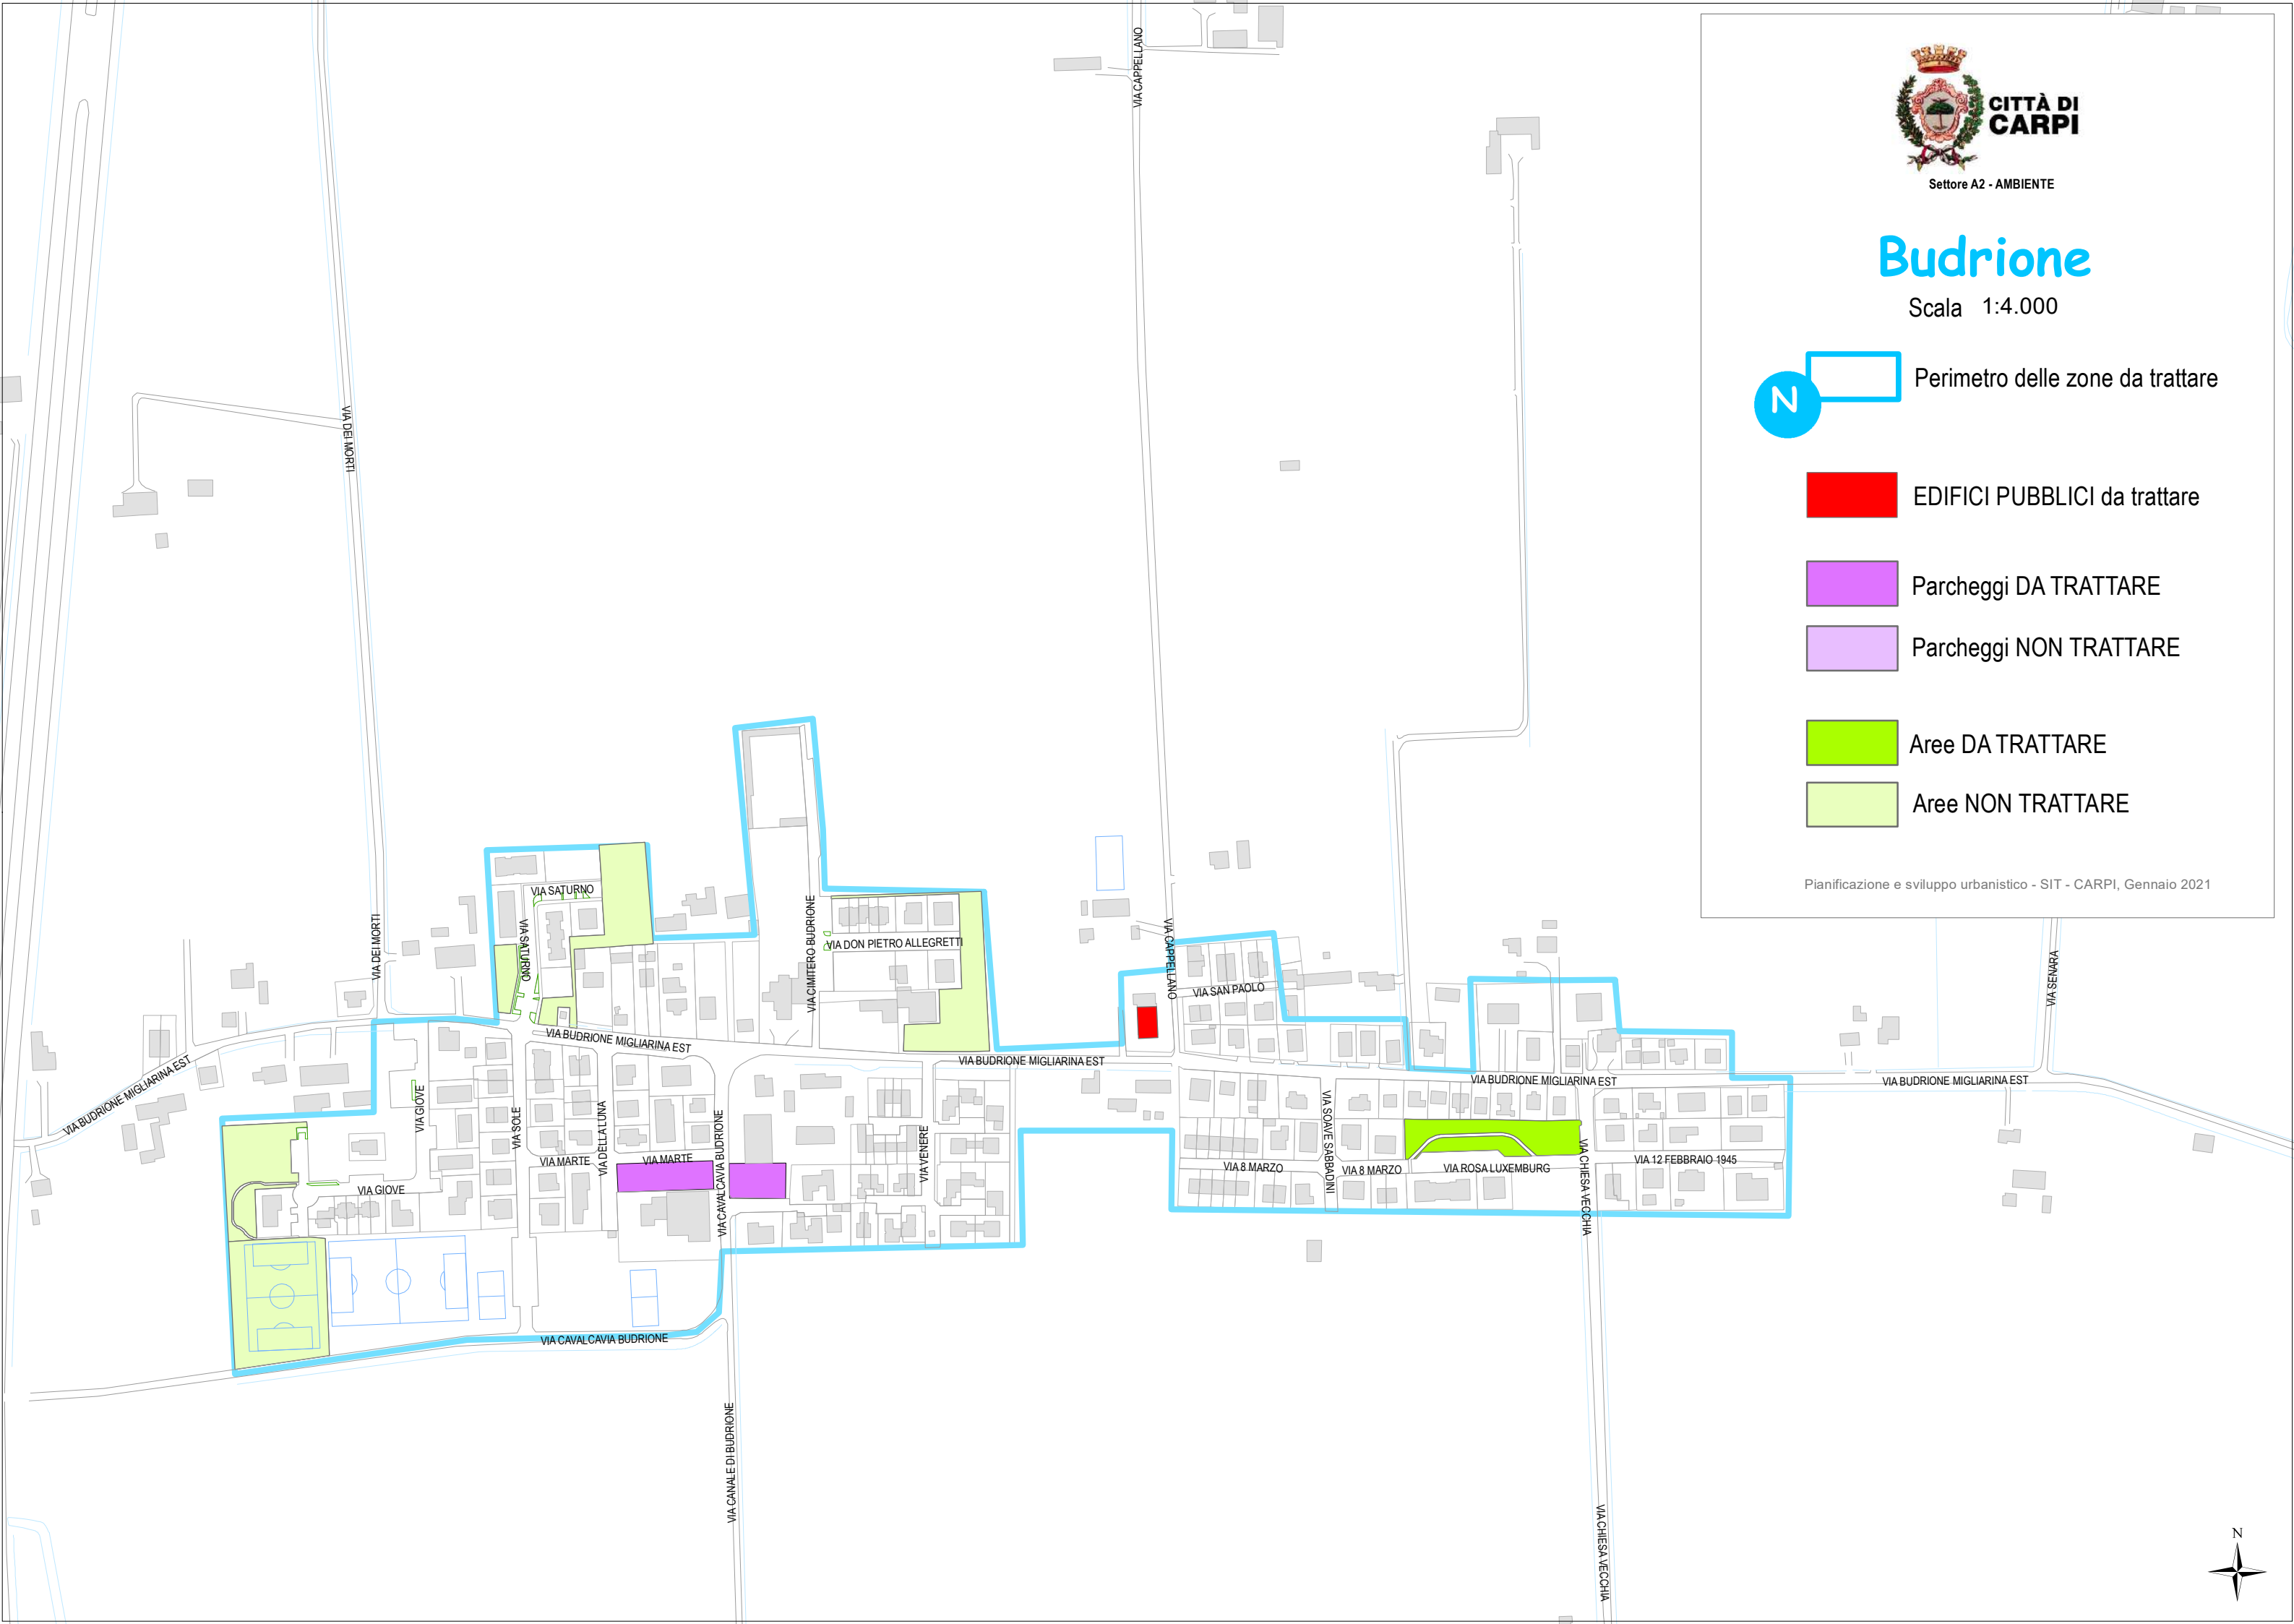 CITTÀ DI
CARPI
Settore A2 - AMBIENTE
Budrione
Scala 1:4.000
N
Perimetro delle zone da trattare
EDIFICI PUBBLICI da trattare
Parcheggi DA TRATTARE
Parcheggi NON TRATTARE
Aree DA TRATTARE
Aree NON TRATTARE
Pianificazione e sviluppo urbanistico - SIT - CARPI, Gennaio 2021
VIA CAPPELLANO
VIA DEI MORTI
VIA SATURNO
VIA SATURNO
VIA DEI MORTI
VIA CIMITERO BUDRIONE
VIA DON PIETRO ALLEGRETTI
VIA CAPPELLANO
VIA SAN PAOLO
VIA SENARA
VIA BUDRIONE MIGLIARINA EST
VIA BUDRIONE MIGLIARINA EST
VIA BUDRIONE MIGLIARINA EST
VIA BUDRIONE MIGLIARINA EST
VIA BUDRIONE MIGLIARINA EST
VIA GIOVE
VIA SOLE
VIA DELLA LUNA
VIA MARTE
VIA MARTE
VIA CAVALCAVIA BUDRIONE
VIA VENERE
VIA GIOVE
VIA SOAVE SABBADINI
VIA 8 MARZO
VIA 8 MARZO
VIA ROSA LUXEMBURG
VIA CHIESA VECCHIA
VIA 12 FEBBRAIO 1945
VIA CAVALCAVIA BUDRIONE
VIA CANALE DI BUDRIONE
VIA CHIESA VECCHIA
N